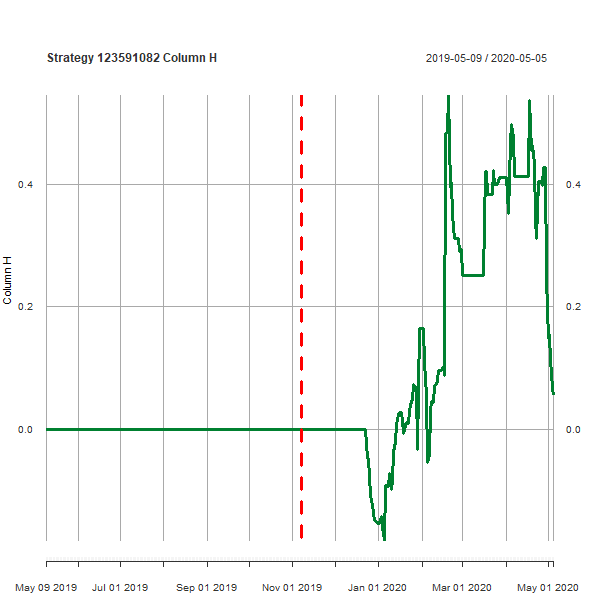 Strategy 123591082 Column H 2019-05-09 / 2020-05-05
Column H
0.4 0.4
0.2 0.2
0.0 0.0
May 09 2019 Jul 01 2019 Sep 01 2019 Nov 01 2019 Jan 01 2020 Mar 01 2020 May 01 2020